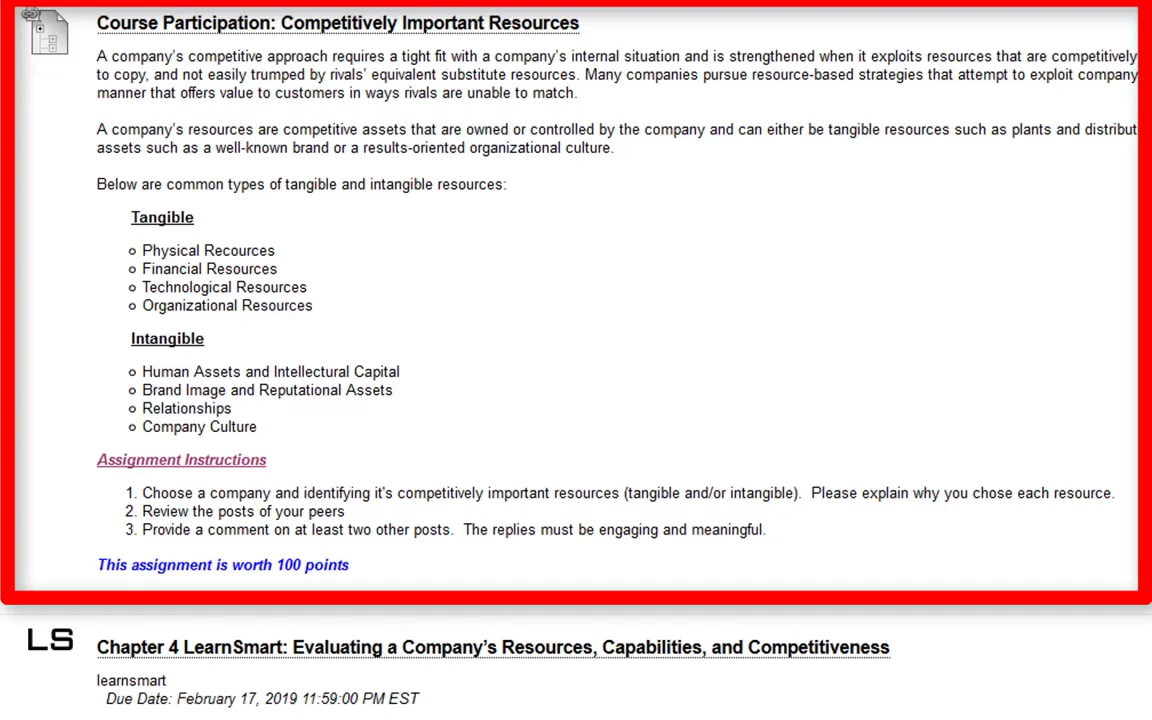 Course Participation: Competitively Important Resources
A company's competitive approach requires a tight fit with a company's internal situation and is strengthened when it exploits resources that are competitively
to copy, and not easily trumped by rivals' equivalent substitute resources. Many companies pursue resource-based strategies that attempt to exploit company
manner that offers value to customers in ways rivals are unable to match.
A company's resources are competitive assets that are owned or controlled by the company and can either be tangible resources such as plants and distribut
assets such as a well-known brand or a results-oriented organizational culture.
Below are common types of tangible and intangible resources:
Tangible
Physical Recources
Financial Resources
Technological Resources
Organizational Resources
Intangible
Human Assets and Intellectural Capital
Brand Image and Reputational Assets
Relationships
Company Culture
Assignment Instructions
1. Choose a company and identifying it's competitively important resources (tangible and/or intangible).  Please explain why you chose each resource.
2. Review the posts of your peers
3. Provide a comment on at least two other posts.  The replies must be engaging and meaningful.
This assignment is worth 100 points
LS
Chapter 4 LearnSmart: Evaluating a Company's Resources, Capabilities, and Competitiveness
learnsmart
Due Date: February 17, 2019 11:59:00 PM EST